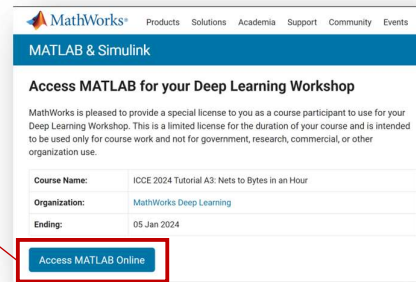 MathWorks® Products Solutions Academia Support Community Events
MATLAB & Simulink
Access MATLAB for your Deep Learning Workshop
MathWorks is pleased to provide a special license to you as a course participant to use for your
Deep Learning Workshop. This is a limited license for the duration of your course and is intended
to be used only for course work and not for government, research, commercial, or other
organization use.
Course Name: ICCE 2024 Tutorial A3: Nets to Bytes in an Hour
Organization: MathWorks Deep Learning
Ending: 05 Jan 2024
Access MATLAB Online